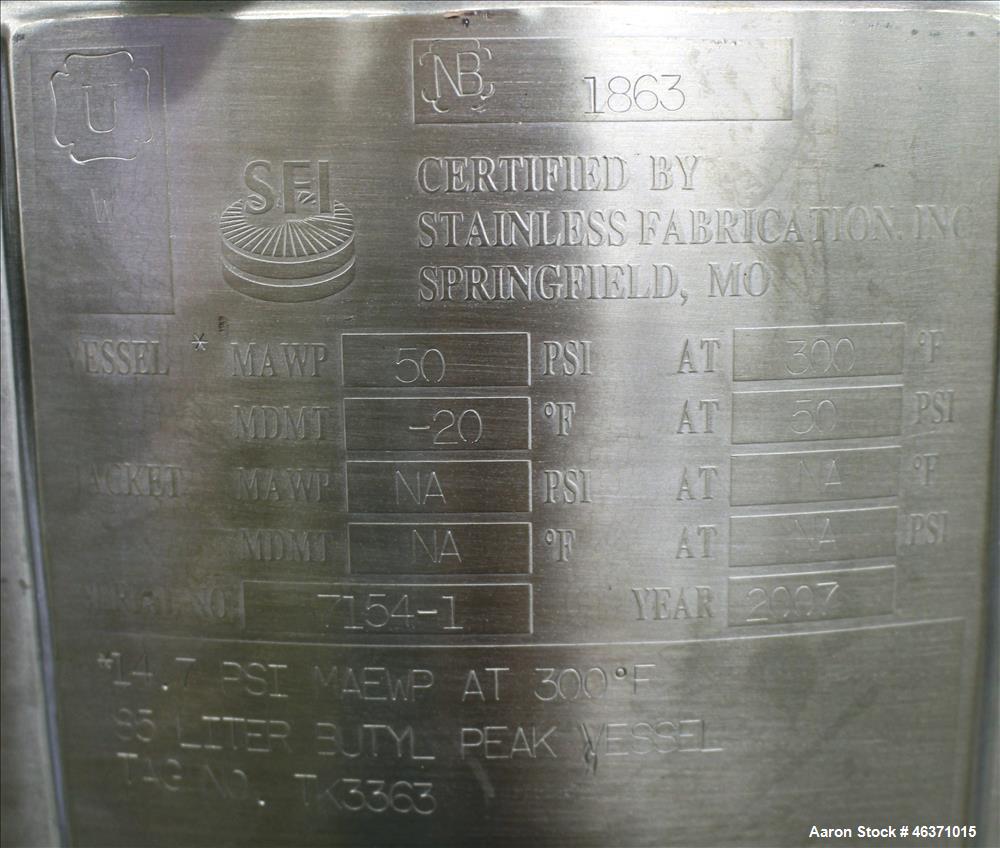 U
W
NB 1863
SFI
CERTIFIED BY
STAINLESS FABRICATION, INC
SPRINGFIELD, MO
VESSEL * MAWP 50 PSI AT 300 °F
MDMT -20 °F AT 50 PSI
JACKET MAWP NA PSI AT NA °F
MDMT NA °F AT NA PSI
SERIAL NO. 7154-1 YEAR 2007
*14.7 PSI MAEWP AT 300°F
85 LITER BUTYL PEAK VESSEL
TAG NO. TK3363
Aaron Stock # 46371015